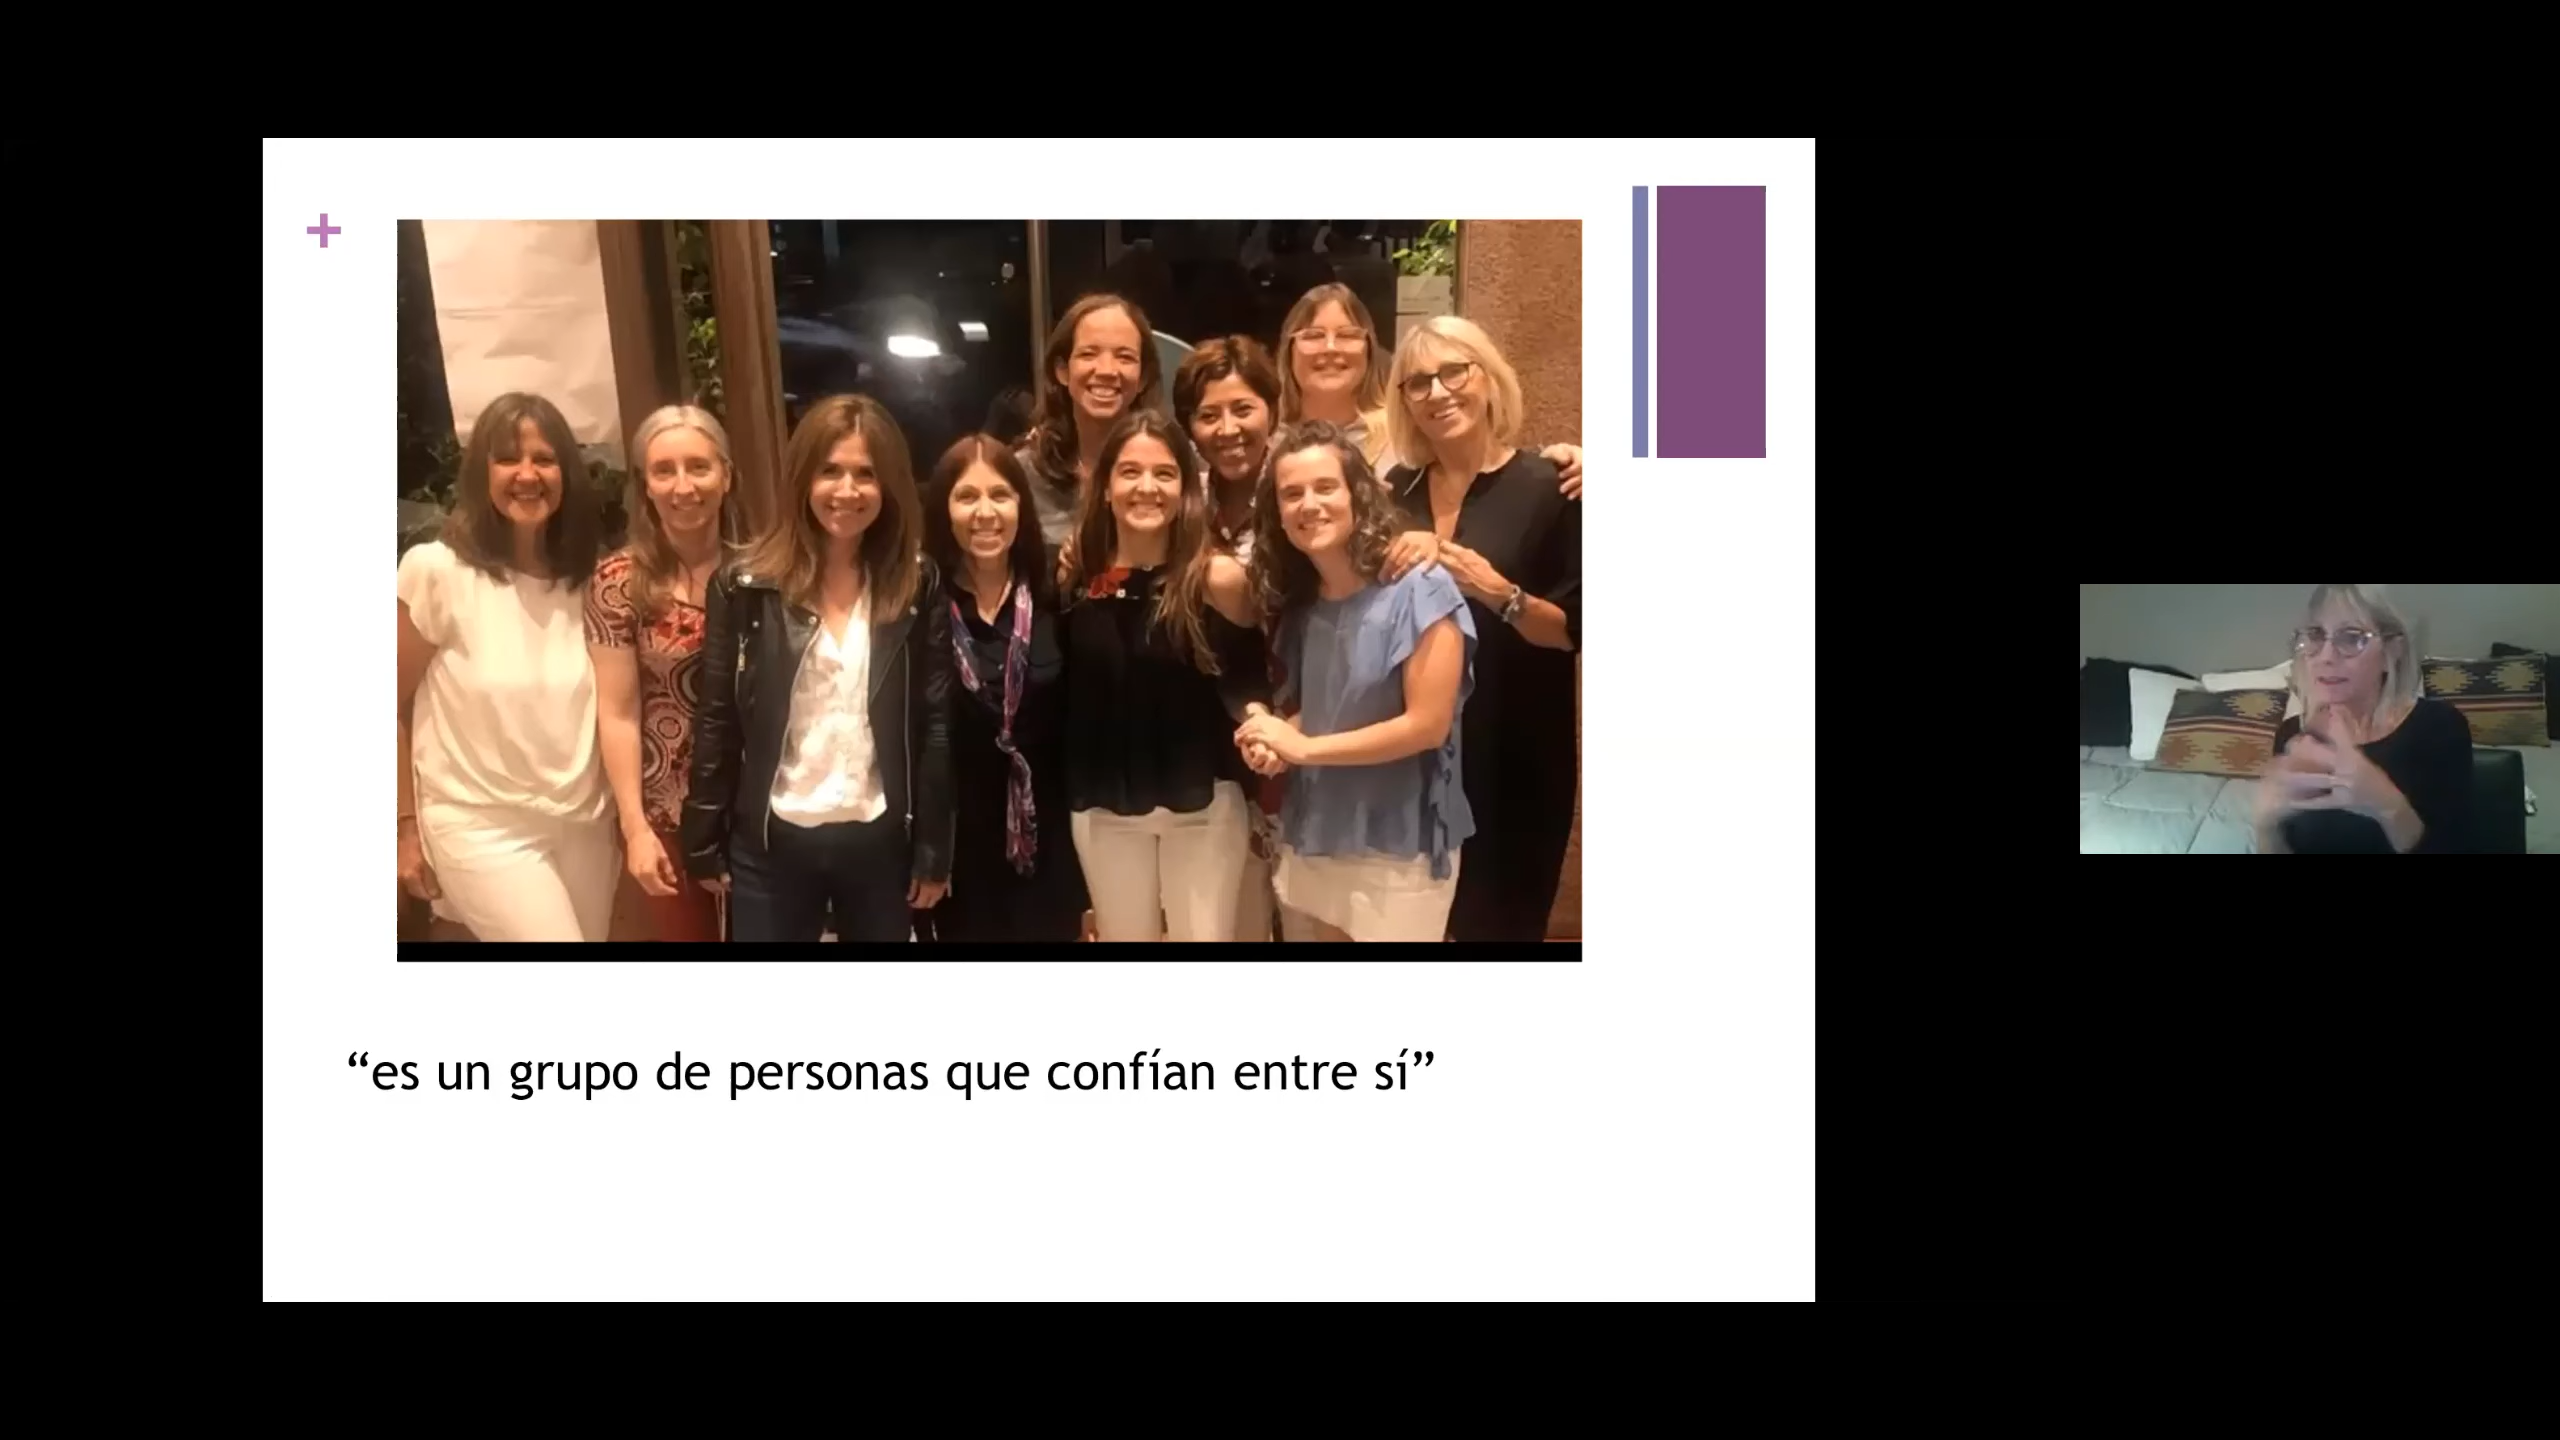 “es un grupo de personas que confían entre sí”